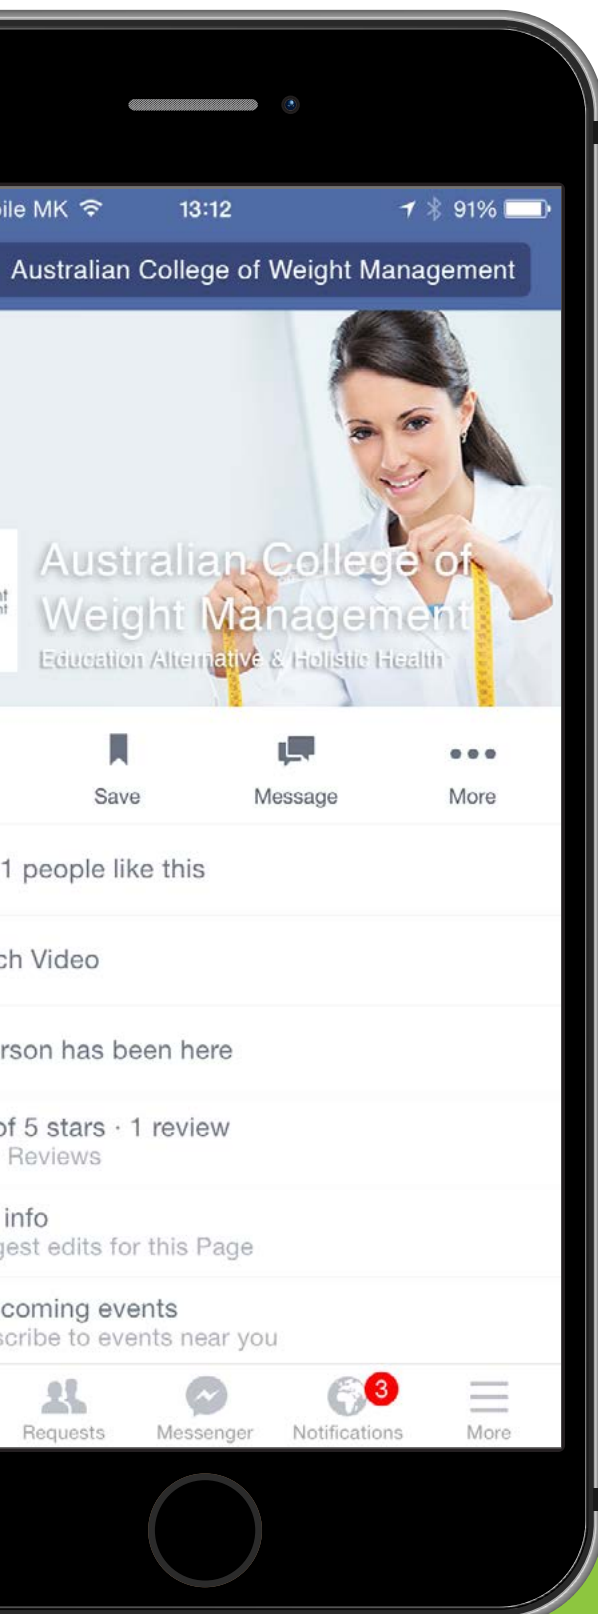 ile MK 13:12 91%
Australian College of Weight Management
Australian College of
Weight Management
Education Alternative & Holistic Health
Save Message More
1 people like this
ch Video
rson has been here
of 5 stars · 1 review
Reviews
info
gest edits for this Page
coming events
scribe to events near you
3
Requests Messenger Notifications More